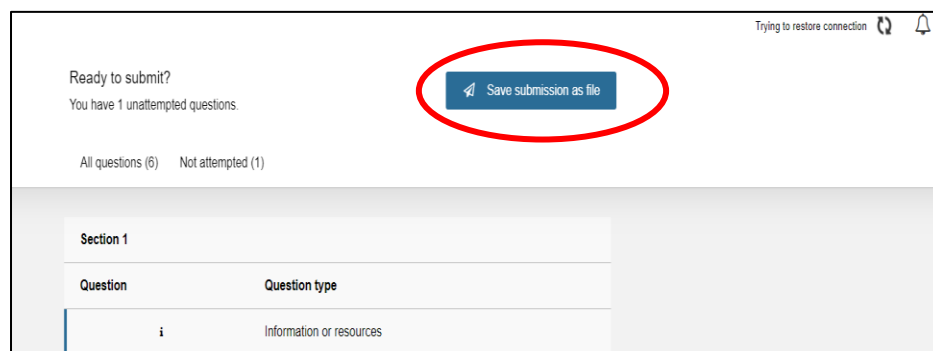 Trying to restore connection
Ready to submit?
Save submission as file
You have 1 unattempted questions.
All questions (6) Not attempted (1)
Section 1
Question Question type
i Information or resources